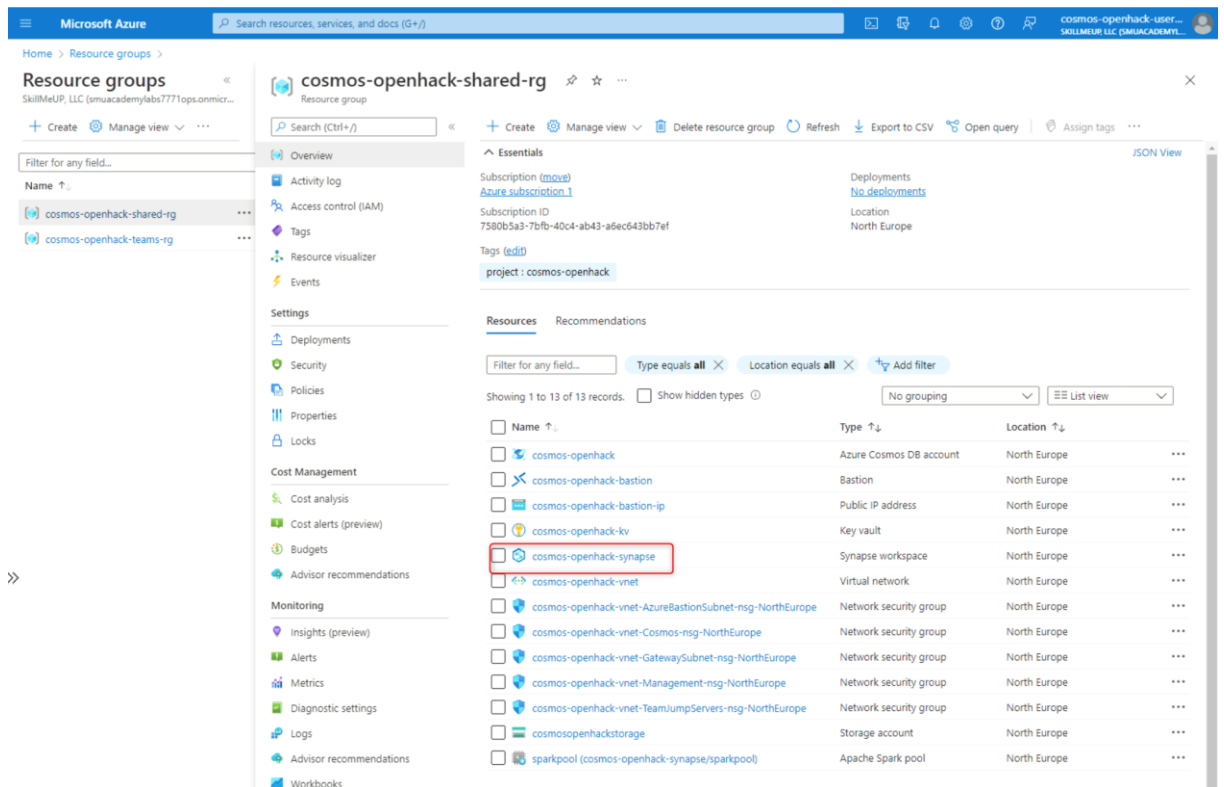 Microsoft Azure
Search resources, services, and docs (G+/)
cosmos-openhack-user...
SKILLMEUP, LLC (SMUACADEMYL...
Home > Resource groups >
Resource groups
SkillMeUP, LLC (smuacademylabs7771ops.onmicr...
+ Create
Manage view
...
Filter for any field...
Name ↑↓
cosmos-openhack-shared-rg
...
cosmos-openhack-teams-rg
...
cosmos-openhack-shared-rg
...
Resource group
Search (Ctrl+/)
Overview
Activity log
Access control (IAM)
Tags
Resource visualizer
Events
Settings
Deployments
Security
Policies
Properties
Locks
Cost Management
Cost analysis
Cost alerts (preview)
Budgets
Advisor recommendations
Monitoring
Insights (preview)
Alerts
Metrics
Diagnostic settings
Logs
Advisor recommendations
Workbooks
+ Create
Manage view
Delete resource group
Refresh
Export to CSV
Open query
Assign tags
...
Essentials
JSON View
Subscription (move)
Azure subscription 1
Subscription ID
7580b5a3-7bfb-40c4-ab43-a6ec643bb7ef
Deployments
No deployments
Location
North Europe
Tags (edit)
project : cosmos-openhack
Resources
Recommendations
Filter for any field...
Type equals all
Location equals all
Add filter
Showing 1 to 13 of 13 records.
Show hidden types
No grouping
List view
Name ↑↓ Type ↑↓ Location ↑↓
cosmos-openhack Azure Cosmos DB account North Europe ...
cosmos-openhack-bastion Bastion North Europe ...
cosmos-openhack-bastion-ip Public IP address North Europe ...
cosmos-openhack-kv Key vault North Europe ...
cosmos-openhack-synapse Synapse workspace North Europe ...
cosmos-openhack-vnet Virtual network North Europe ...
cosmos-openhack-vnet-AzureBastionSubnet-nsg-NorthEurope Network security group North Europe ...
cosmos-openhack-vnet-Cosmos-nsg-NorthEurope Network security group North Europe ...
cosmos-openhack-vnet-GatewaySubnet-nsg-NorthEurope Network security group North Europe ...
cosmos-openhack-vnet-Management-nsg-NorthEurope Network security group North Europe ...
cosmos-openhack-vnet-TeamJumpServers-nsg-NorthEurope Network security group North Europe ...
cosmosopenhackstorage Storage account North Europe ...
sparkpool (cosmos-openhack-synapse/sparkpool) Apache Spark pool North Europe ...